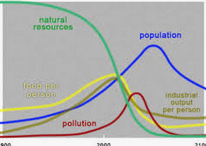 natural
resources
population
food per
person
industrial
output
per person
pollution
1900
2000
2100